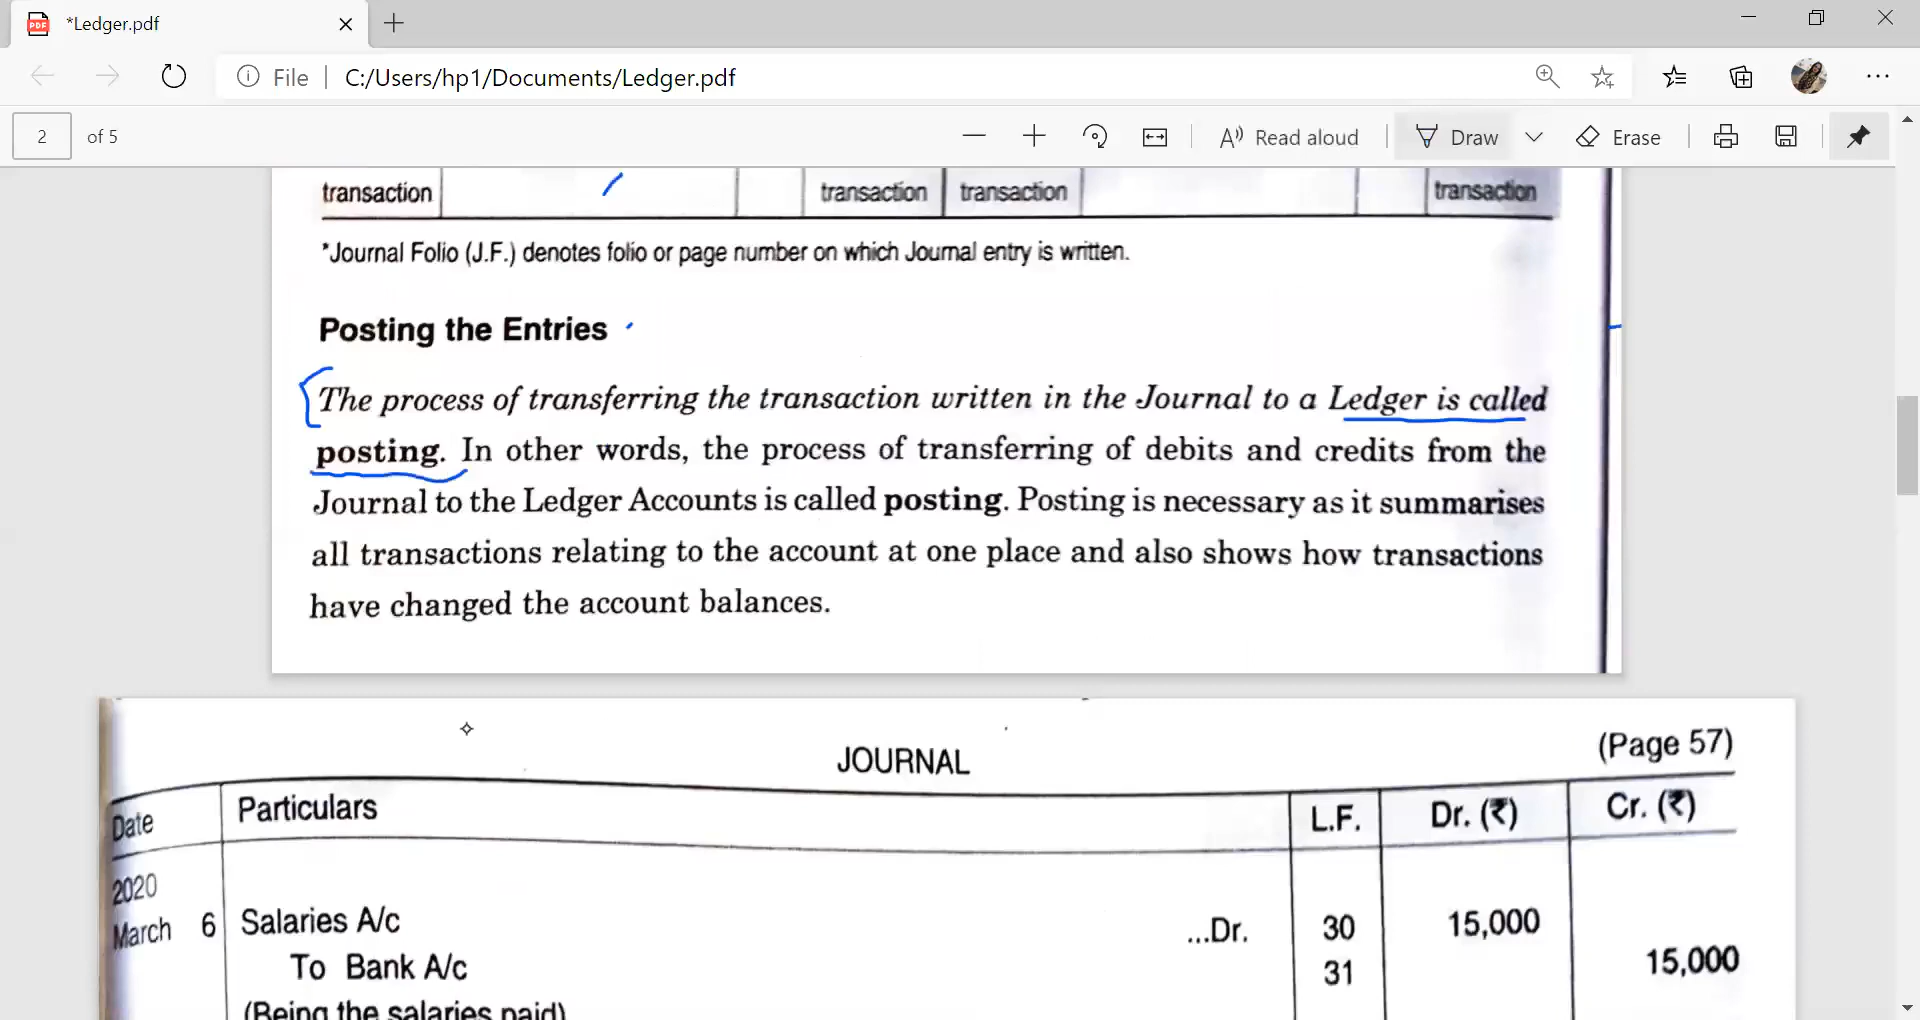 *Ledger.pdf
File
C:/Users/hp1/Documents/Ledger.pdf
2 of 5
Read aloud
Draw
Erase
transaction transaction transaction transaction
*Journal Folio (J.F.) denotes folio or page number on which Journal entry is written.
Posting the Entries
The process of transferring the transaction written in the Journal to a Ledger is called
posting. In other words, the process of transferring of debits and credits from the
Journal to the Ledger Accounts is called posting. Posting is necessary as it summarises
all transactions relating to the account at one place and also shows how transactions
have changed the account balances.
JOURNAL (Page 57)
Date Particulars L.F. Dr. (₹) Cr. (₹)
2020
March 6 Salaries A/c ...Dr. 30 15,000
To Bank A/c 31 15,000
(Being the salaries paid)